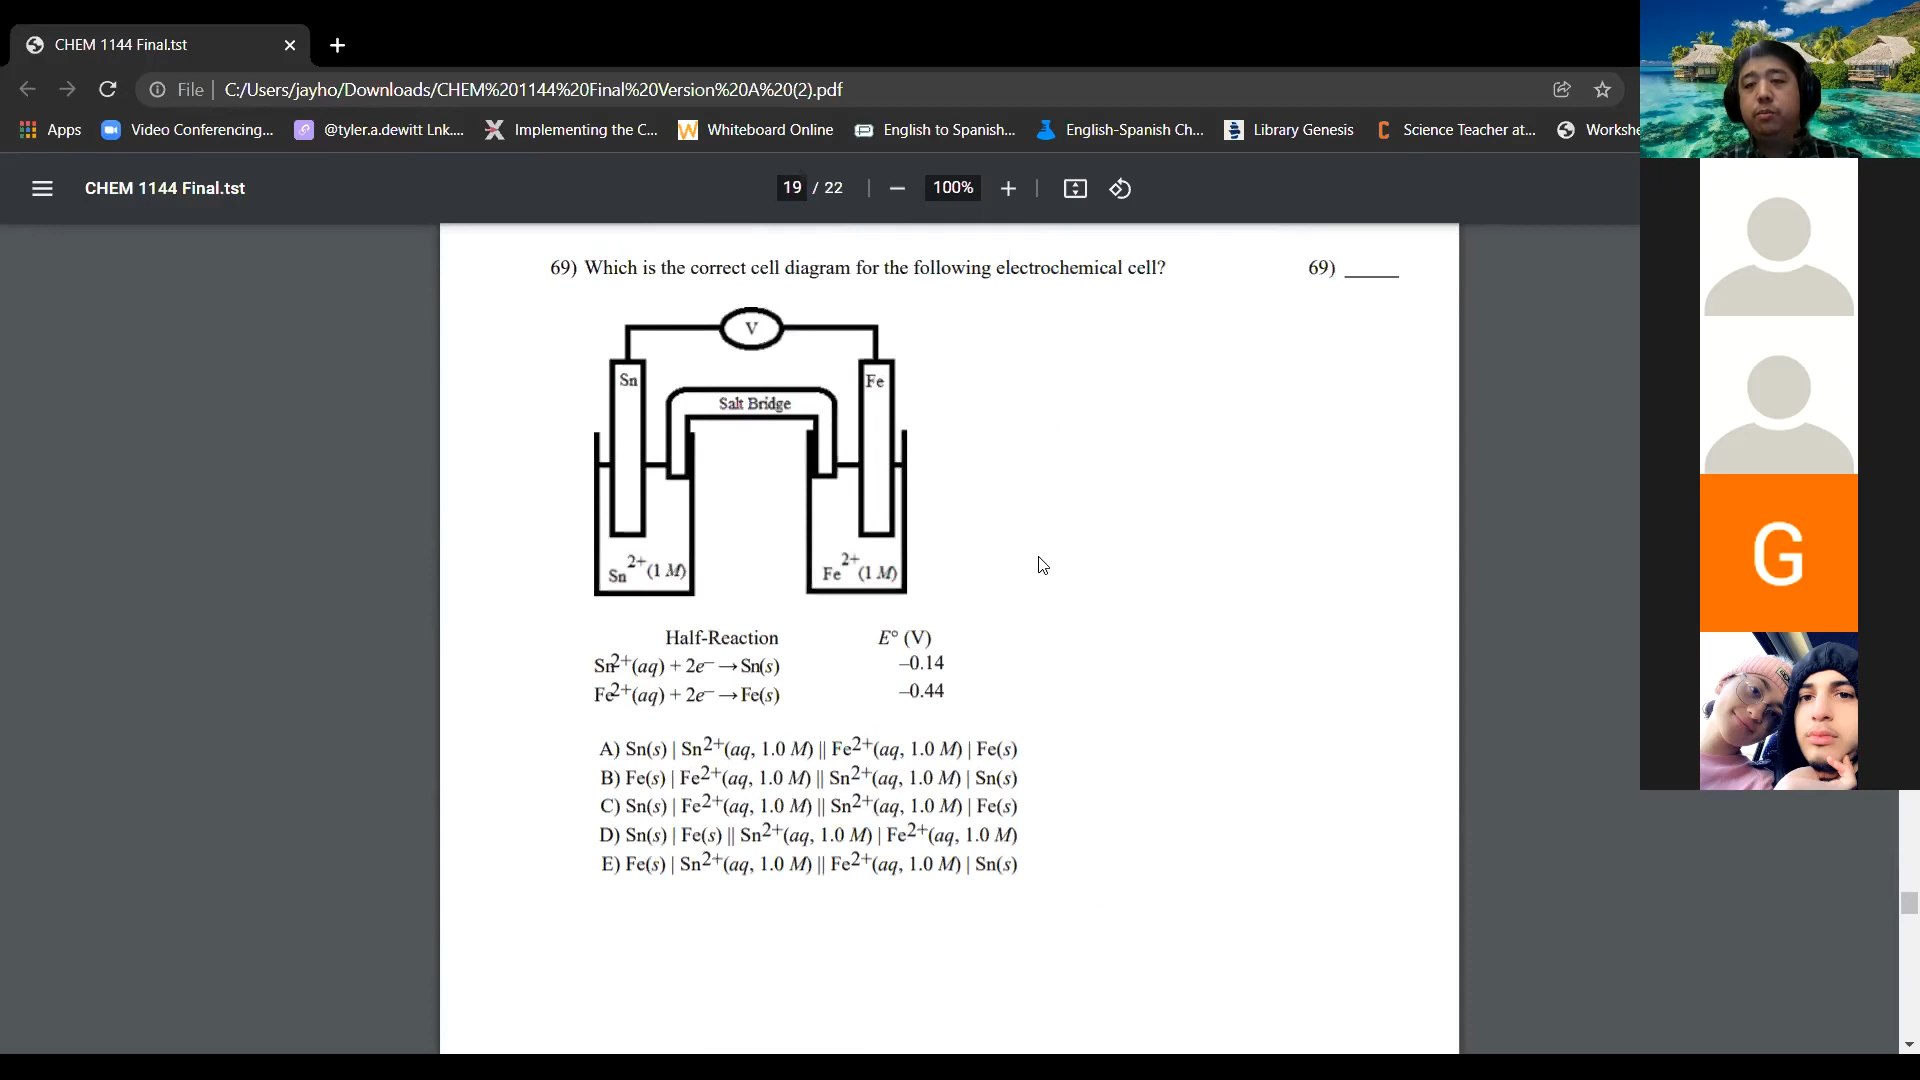 CHEM 1144 Final.tst
File | C:/Users/jayho/Downloads/CHEM%201144%20Final%20Version%20A%20(2).pdf
Apps Video Conferencing... @tyler.a.dewitt Lnk.... Implementing the C... Whiteboard Online English to Spanish... English-Spanish Ch... Library Genesis Science Teacher at... Workshe
CHEM 1144 Final.tst 19 / 22 100%
69) Which is the correct cell diagram for the following electrochemical cell? 69) ______
V
Sn Fe
Salt Bridge
Sn2+ (1 M) Fe2+ (1 M)
Half-Reaction E° (V)
Sn2+(aq) + 2e– → Sn(s) –0.14
Fe2+(aq) + 2e– → Fe(s) –0.44
A) Sn(s) | Sn2+(aq, 1.0 M) || Fe2+(aq, 1.0 M) | Fe(s)
B) Fe(s) | Fe2+(aq, 1.0 M) || Sn2+(aq, 1.0 M) | Sn(s)
C) Sn(s) | Fe2+(aq, 1.0 M) || Sn2+(aq, 1.0 M) | Fe(s)
D) Sn(s) | Fe(s) || Sn2+(aq, 1.0 M) | Fe2+(aq, 1.0 M)
E) Fe(s) | Sn2+(aq, 1.0 M) || Fe2+(aq, 1.0 M) | Sn(s)
G